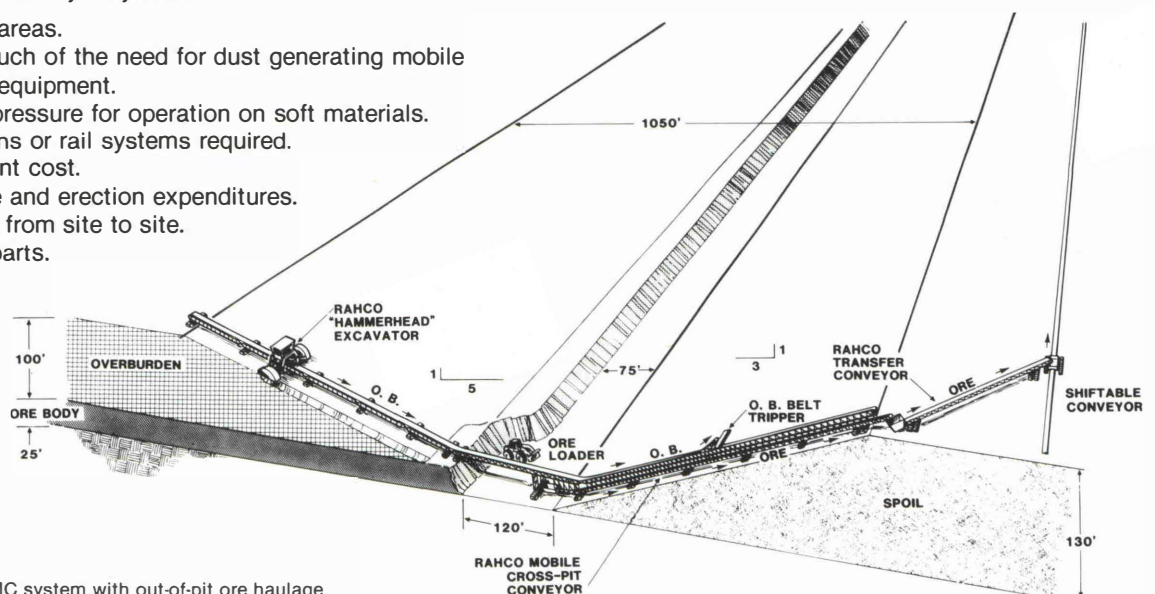 areas.
uch of the need for dust generating mobile
equipment.
pressure for operation on soft materials.
ns or rail systems required.
nt cost.
e and erection expenditures.
from site to site.
parts.
1050'
RAHCO
"HAMMERHEAD"
EXCAVATOR
100'
OVERBURDEN
O. B.
1
5
75'
1
3
RAHCO
TRANSFER
CONVEYOR
ORE
SHIFTABLE
CONVEYOR
ORE BODY
25'
ORE
LOADER
O. B. BELT
TRIPPER
O. B.
ORE
SPOIL
120'
130'
RAHCO MOBILE
CROSS-PIT
CONVEYOR
MC system with out-of-pit ore haulage